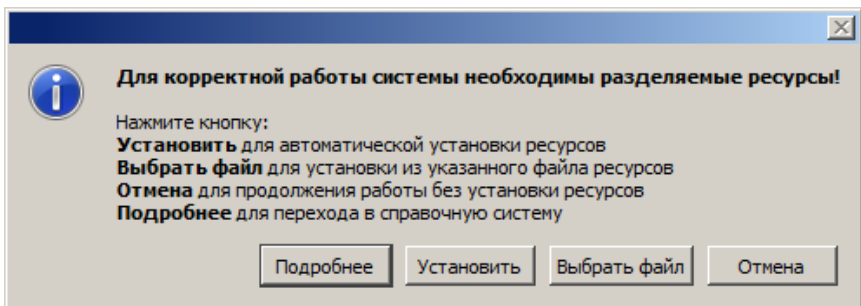 Для корректной работы системы необходимы разделяемые ресурсы!
Нажмите кнопку:
Установить для автоматической установки ресурсов
Выбрать файл для установки из указанного файла ресурсов
Отмена для продолжения работы без установки ресурсов
Подробнее для перехода в справочную систему
Подробнее Установить Выбрать файл Отмена